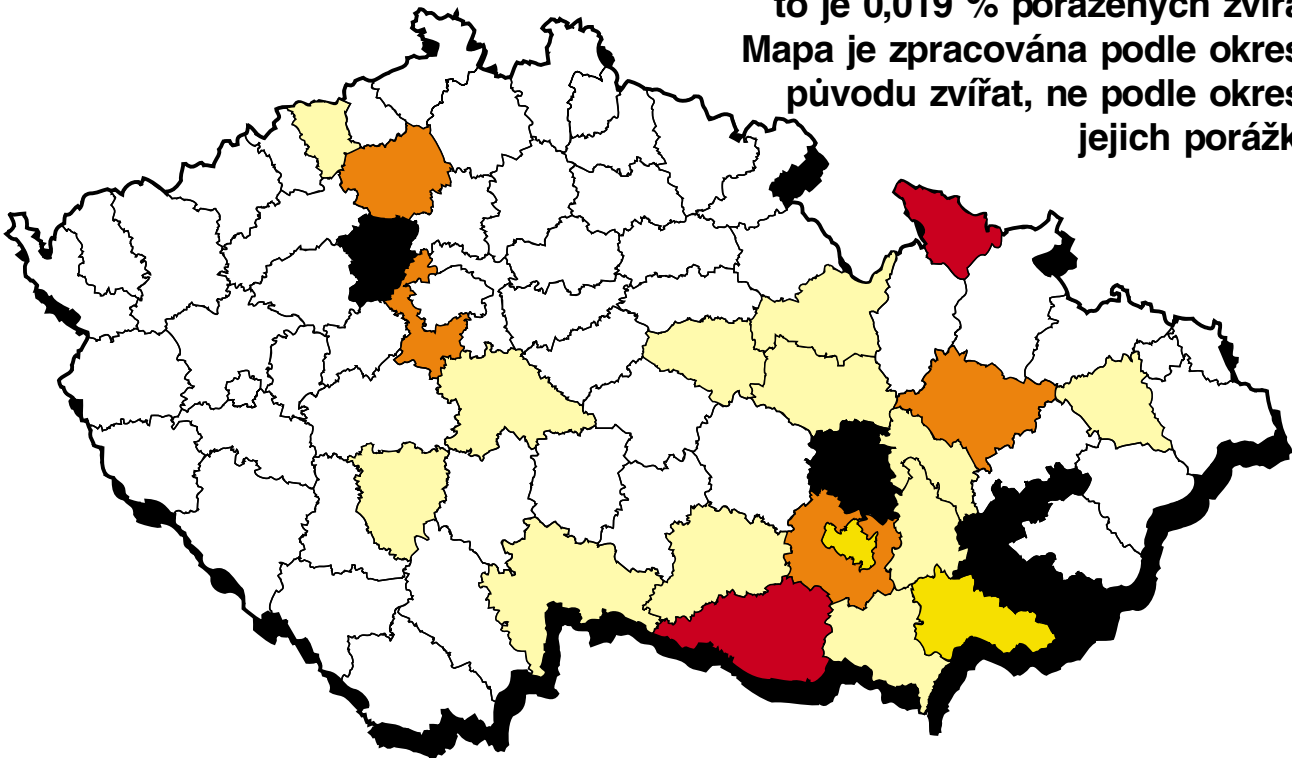 to je 0,019 % poražených zvířa
Mapa je zpracována podle okres
původu zvířat, ne podle okres
jejich porážk